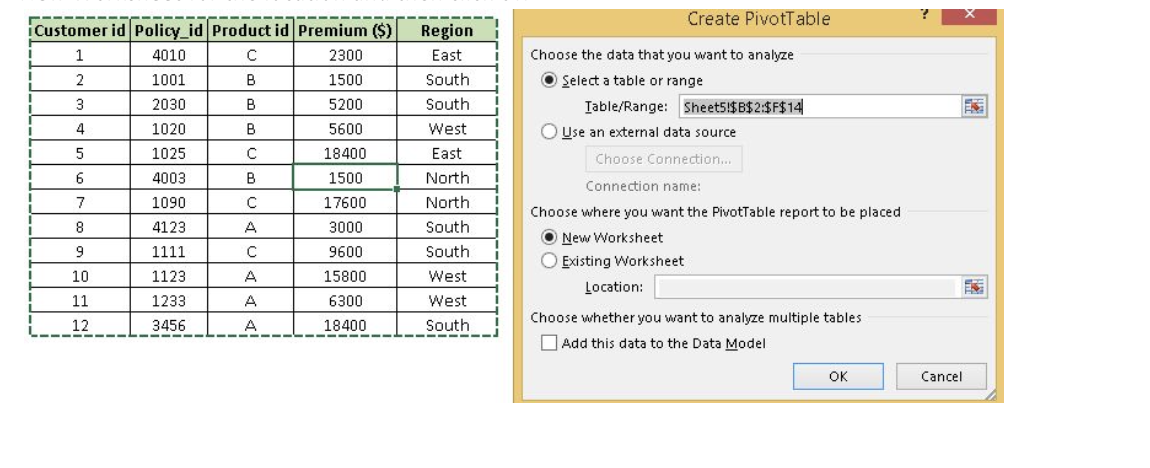 Customer id Policy_id Product id Premium ($) Region
1 4010 C 2300 East
2 1001 B 1500 South
3 2030 B 5200 South
4 1020 B 5600 West
5 1025 C 18400 East
6 4003 B 1500 North
7 1090 C 17600 North
8 4123 A 3000 South
9 1111 C 9600 South
10 1123 A 15800 West
11 1233 A 6300 West
12 3456 A 18400 South
Create PivotTable ?
Choose the data that you want to analyze
Select a table or range
Table/Range: Sheet5!$B$2:$F$14
Use an external data source
Choose Connection...
Connection name:
Choose where you want the PivotTable report to be placed
New Worksheet
Existing Worksheet
Location:
Choose whether you want to analyze multiple tables
Add this data to the Data Model
OK Cancel